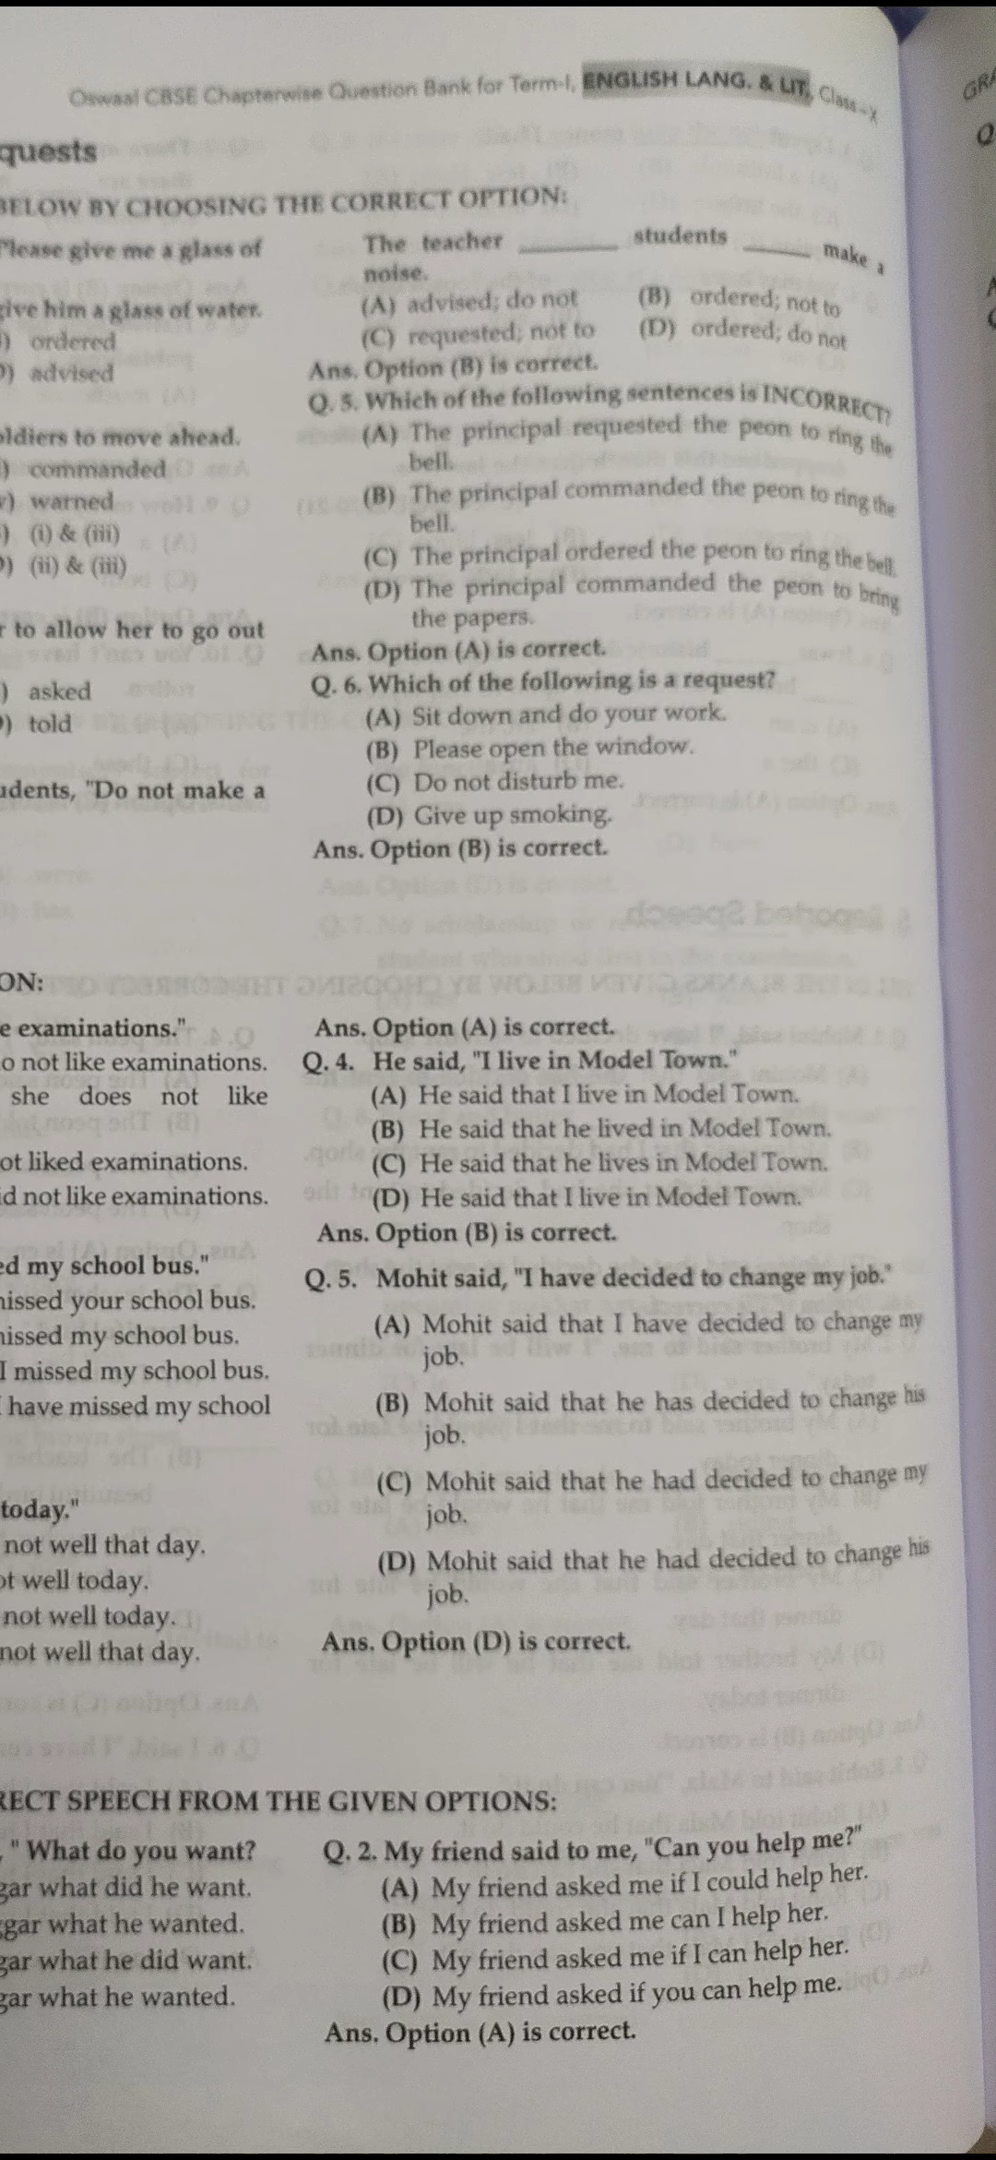 Oswaal CBSE Chapterwise Question Bank for Term-I, ENGLISH LANG. & LIT, Class-X
quests
BELOW BY CHOOSING THE CORRECT OPTION:
Please give me a glass of
give him a glass of water.
) ordered
) advised
ldiers to move ahead.
) commanded
) warned
) (i) & (iii)
) (ii) & (iii)
r to allow her to go out
) asked
) told
udents, "Do not make a
The teacher ________ students ________ make a
noise.
(A) advised; do not (B) ordered; not to
(C) requested; not to (D) ordered; do not
Ans. Option (B) is correct.
Q. 5. Which of the following sentences is INCORRECT?
(A) The principal requested the peon to ring the
bell.
(B) The principal commanded the peon to ring the
bell.
(C) The principal ordered the peon to ring the bell.
(D) The principal commanded the peon to bring
the papers.
Ans. Option (A) is correct.
Q. 6. Which of the following is a request?
(A) Sit down and do your work.
(B) Please open the window.
(C) Do not disturb me.
(D) Give up smoking.
Ans. Option (B) is correct.
ON:
e examinations."
o not like examinations.
she does not like
ot liked examinations.
id not like examinations.
ed my school bus."
issed your school bus.
issed my school bus.
I missed my school bus.
have missed my school
today."
not well that day.
ot well today.
not well today.
not well that day.
Ans. Option (A) is correct.
Q. 4. He said, "I live in Model Town."
(A) He said that I live in Model Town.
(B) He said that he lived in Model Town.
(C) He said that he lives in Model Town.
(D) He said that I live in Model Town.
Ans. Option (B) is correct.
Q. 5. Mohit said, "I have decided to change my job."
(A) Mohit said that I have decided to change my
job.
(B) Mohit said that he has decided to change his
job.
(C) Mohit said that he had decided to change my
job.
(D) Mohit said that he had decided to change his
job.
Ans. Option (D) is correct.
RECT SPEECH FROM THE GIVEN OPTIONS:
, " What do you want?
gar what did he want.
ggar what he wanted.
gar what he did want.
gar what he wanted.
Q. 2. My friend said to me, "Can you help me?"
(A) My friend asked me if I could help her.
(B) My friend asked me can I help her.
(C) My friend asked me if I can help her.
(D) My friend asked if you can help me.
Ans. Option (A) is correct.
GRA
Q